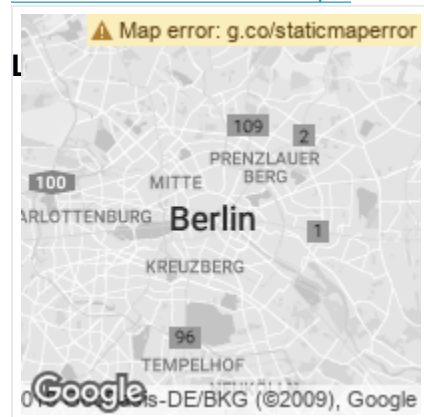 Map error: g.co/staticmaperror
L
109
2
PRENZLAUER
BERG
100
MITTE
ARLOTTENBURG
Berlin
1
KREUZBERG
96
TEMPELHOF
Google
-DE/BKG (©2009), Google